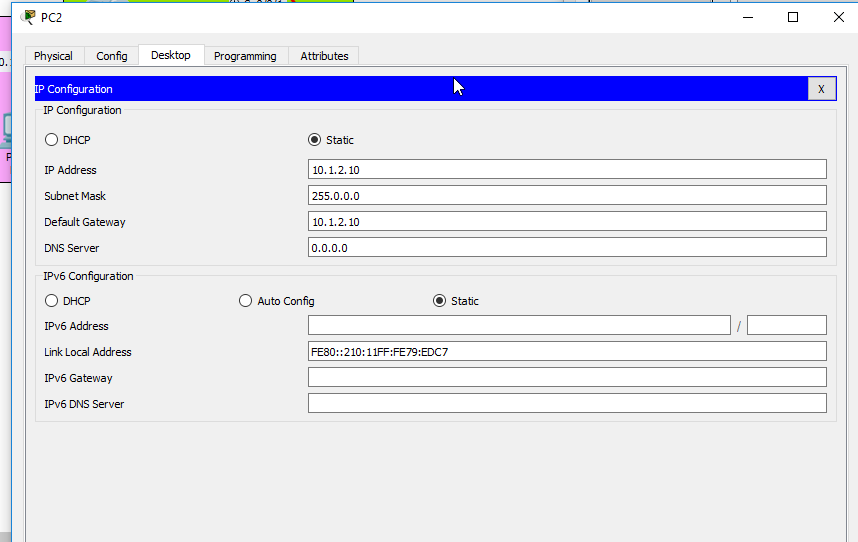 PC2
Physical Config Desktop Programming Attributes
IP Configuration X
IP Configuration
DHCP Static
IP Address 10.1.2.10
Subnet Mask 255.0.0.0
Default Gateway 10.1.2.10
DNS Server 0.0.0.0
IPv6 Configuration
DHCP Auto Config Static
IPv6 Address /
Link Local Address FE80::210:11FF:FE79:EDC7
IPv6 Gateway
IPv6 DNS Server